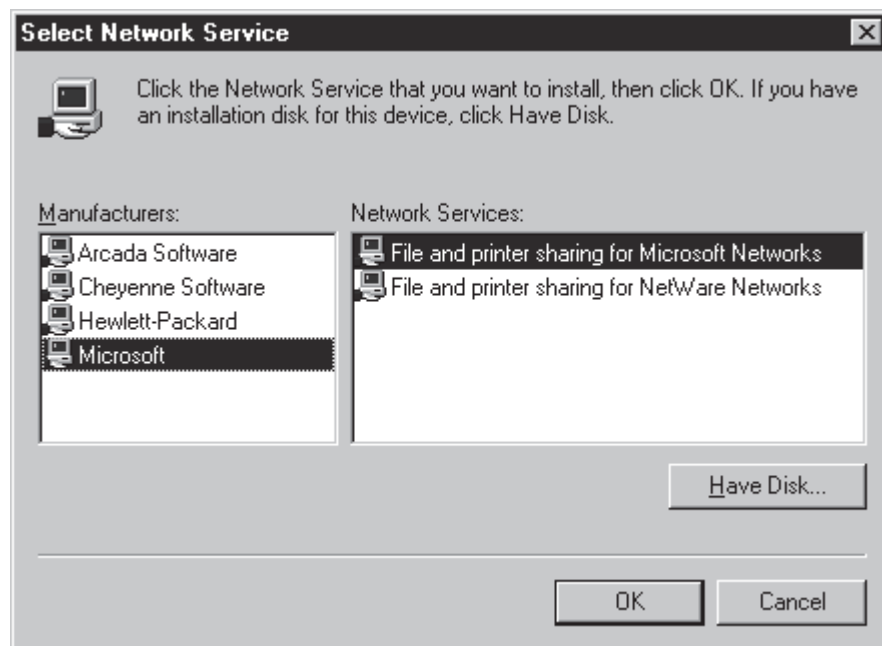 Select Network Service
Click the Network Service that you want to install, then click OK. If you have
an installation disk for this device, click Have Disk.
Manufacturers:
Arcada Software
Cheyenne Software
Hewlett-Packard
Microsoft
Network Services:
File and printer sharing for Microsoft Networks
File and printer sharing for NetWare Networks
Have Disk...
OK
Cancel